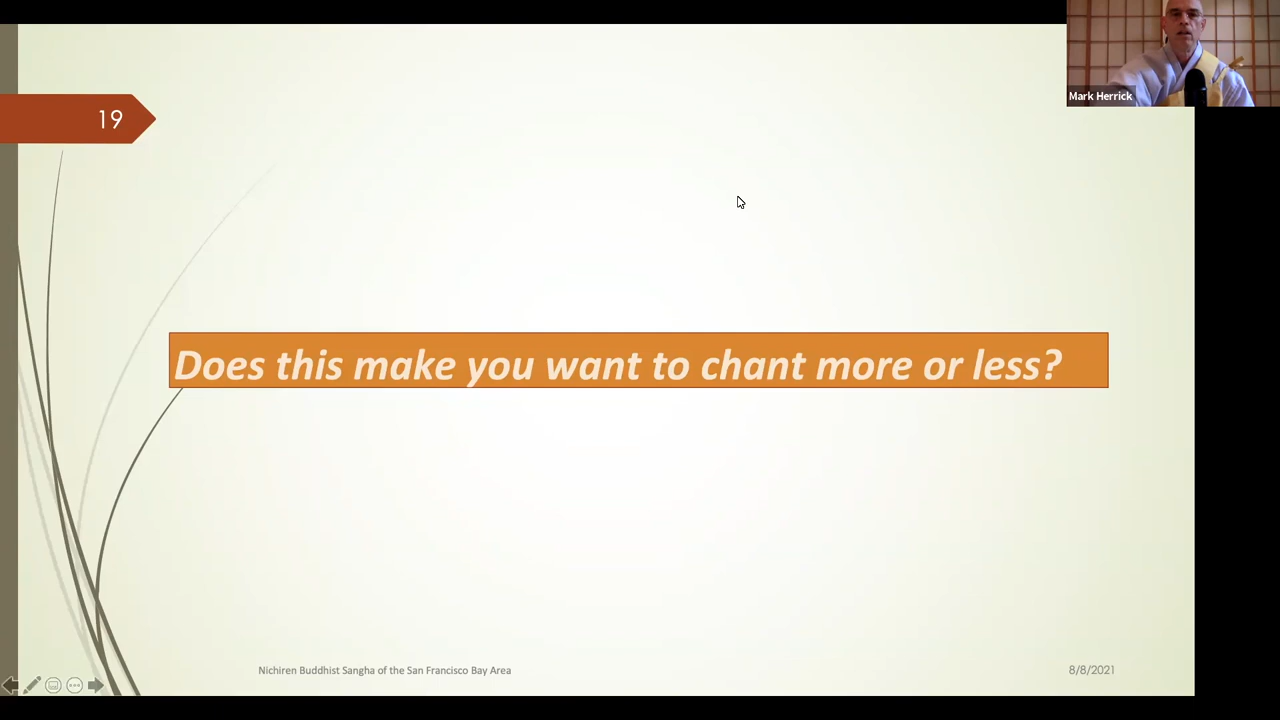 Mark Herrick
19
Does this make you want to chant more or less?
Nichiren Buddhist Sangha of the San Francisco Bay Area
8/8/2021